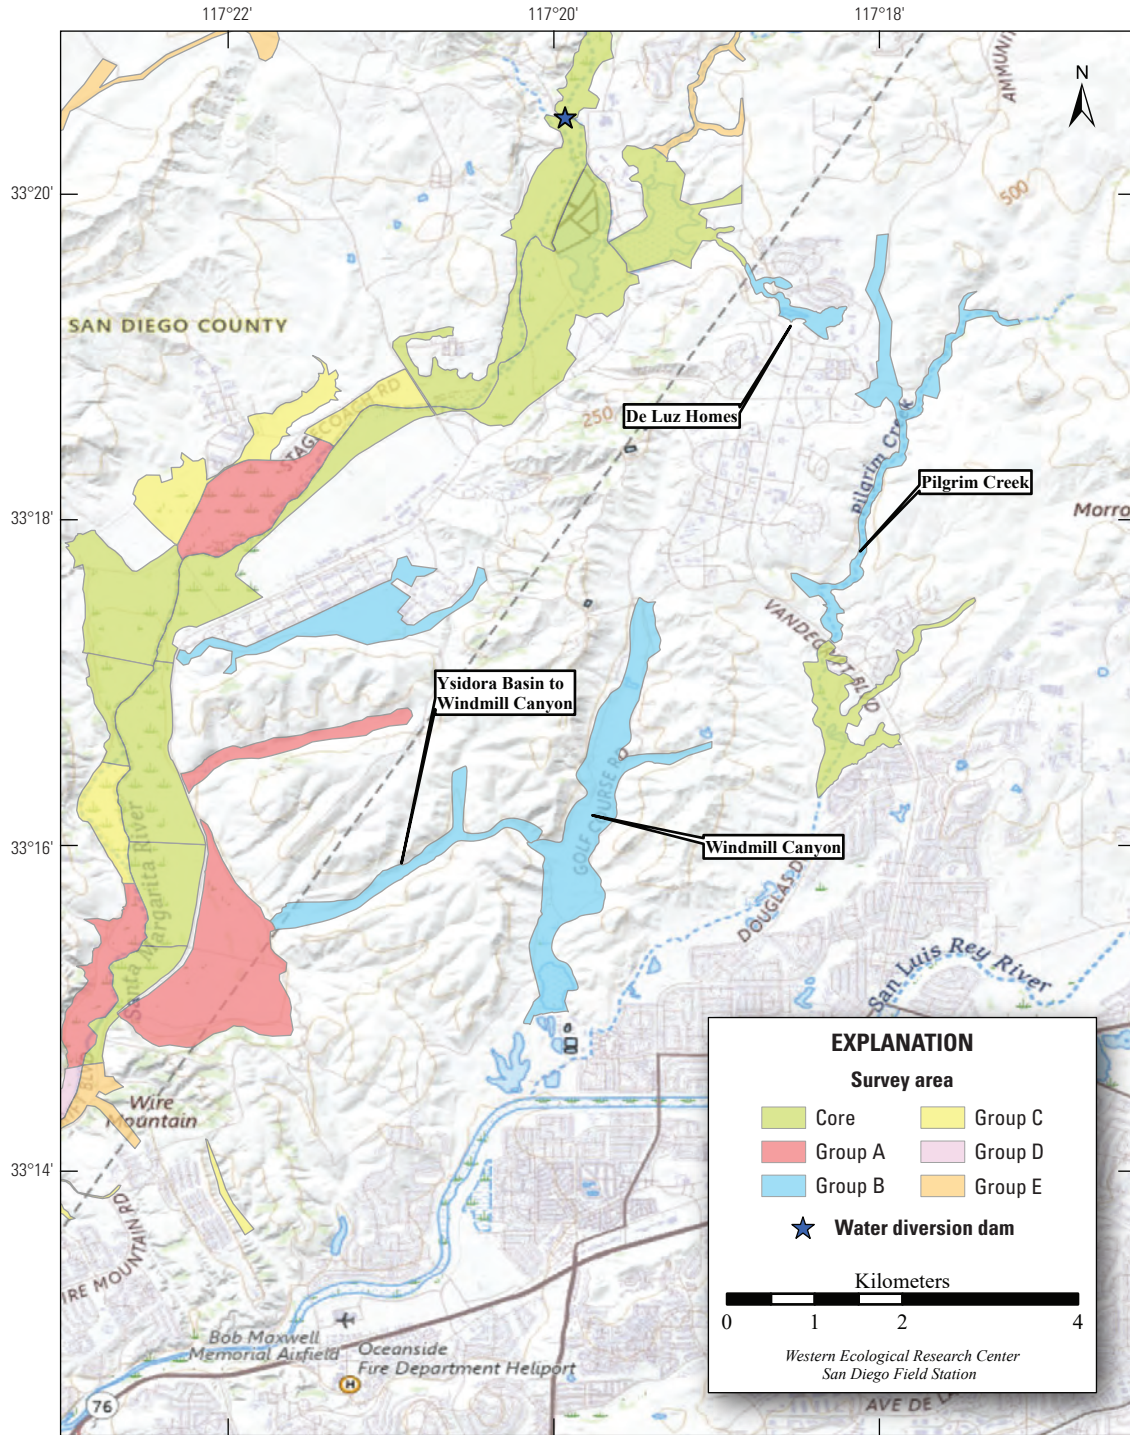 117°22'
117°20'
117°18'
N
AMMUNI
33°20'
500
SAN DIEGO COUNTY
STAGECOACH RD
250
De Luz Homes
Pilgrim Creek
Pilgrim Creek
33°18'
Morro
VANDEGRIFT BLVD
Ysidora Basin to
Windmill Canyon
GOLF COURSE RD
Windmill Canyon
33°16'
Santa Margarita River
DOUGLAS D
San Luis Rey River
Wire
Mountain
33°14'
IRE MOUNTAIN RD
Bob Maxwell
Memorial Airfield
Oceanside
Fire Department Heliport
H
76
AVE DE L
EXPLANATION
Survey area
Core
Group A
Group B
Group C
Group D
Group E
Water diversion dam
Kilometers
0 1 2 4
Western Ecological Research Center
San Diego Field Station